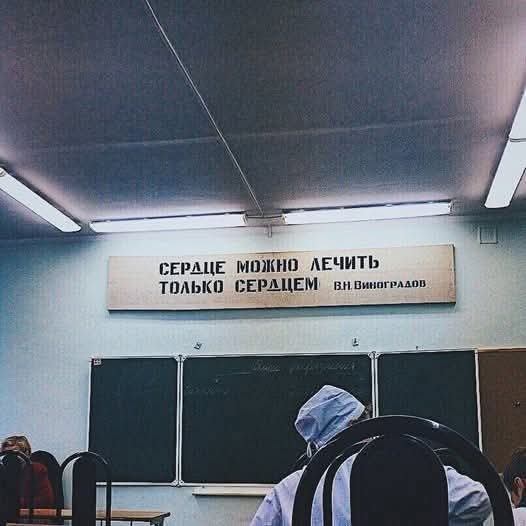 СЕРДЦЕ МОЖНО ЛЕЧИТЬ
ТОЛЬКО СЕРДЦЕМ В.Н. ВИНОГРАДОВ